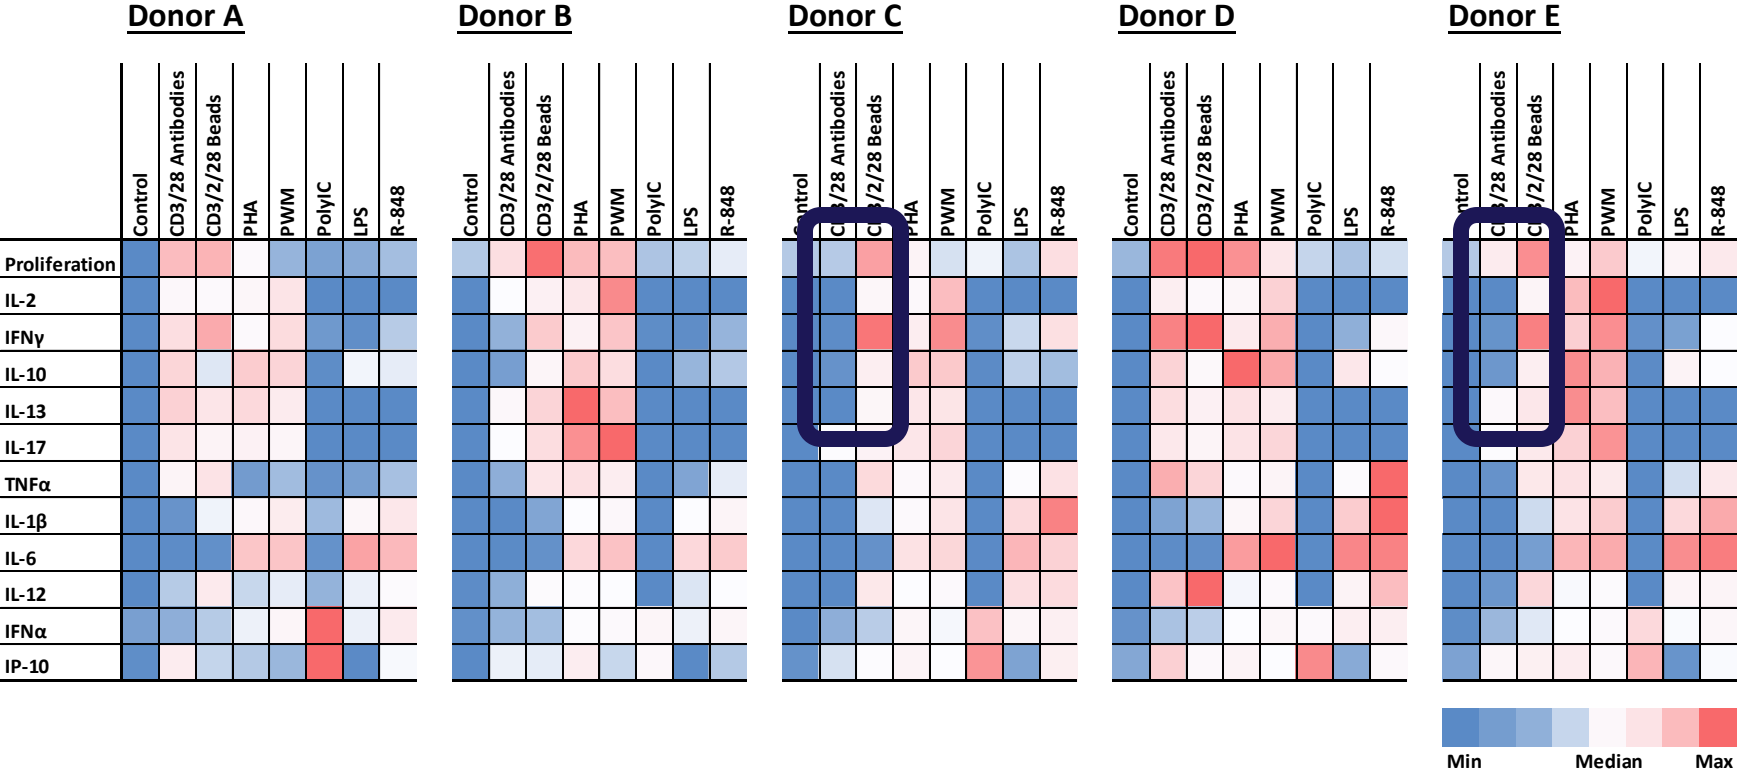 Donor A Donor B Donor C Donor D Donor E
Control CD3/28 Antibodies CD3/2/28 Beads PHA PWM PolyIC LPS R-848
Control CD3/28 Antibodies CD3/2/28 Beads PHA PWM PolyIC LPS R-848
PWM PolyIC LPS R-848
Control CD3/28 Antibodies CD3/2/28 Beads PHA PWM PolyIC LPS R-848
PWM PolyIC LPS R-848
Proliferation
IL-2
IFNγ
IL-10
IL-13
IL-17
TNFα
IL-1β
IL-6
IL-12
IFNα
IP-10
Min Median Max